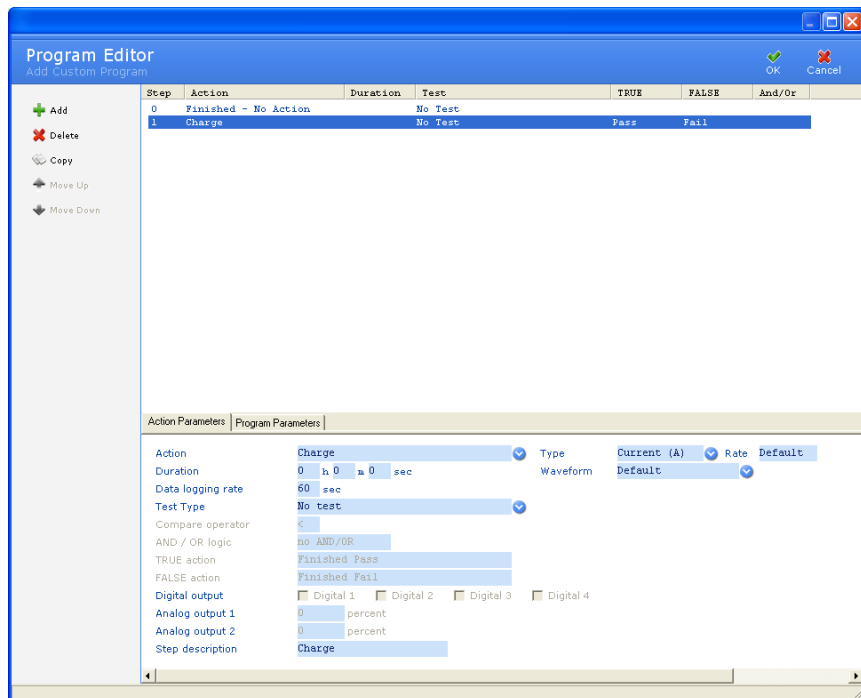 Program Editor
Add Custom Program
OK Cancel
Add
Delete
Copy
Move Up
Move Down
Step Action Duration Test TRUE FALSE And/Or
0 Finished - No Action No Test
1 Charge No Test Pass Fail
Action Parameters Program Parameters
Action Charge Type Current (A) Rate Default
Duration 0 h 0 m 0 sec Waveform Default
Data logging rate 60 sec
Test Type No test
Compare operator <
AND / OR logic no AND/OR
TRUE action Finished Pass
FALSE action Finished Fail
Digital output Digital 1 Digital 2 Digital 3 Digital 4
Analog output 1 0 percent
Analog output 2 0 percent
Step description Charge